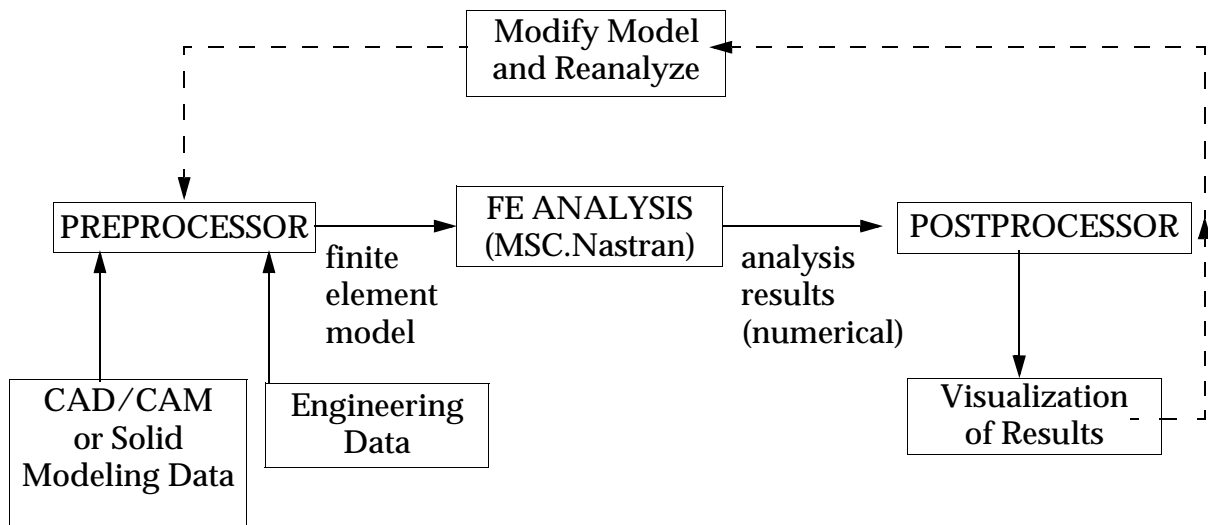 Modify Model
and Reanalyze
PREPROCESSOR
finite
element
model
FE ANALYSIS
(MSC.Nastran)
analysis
results
(numerical)
POSTPROCESSOR
CAD/CAM
or Solid
Modeling Data
Engineering
Data
Visualization
of Results